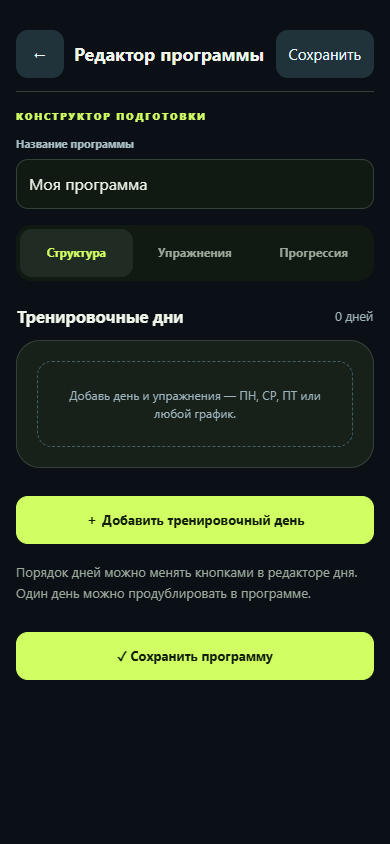 ←
Редактор программы
Сохранить
КОНСТРУКТОР ПОДГОТОВКИ
Название программы
Моя программа
Структура
Упражнения
Прогрессия
Тренировочные дни
0 дней
Добавь день и упражнения — ПН, СР, ПТ или
любой график.
+ Добавить тренировочный день
Порядок дней можно менять кнопками в редакторе дня.
Один день можно продублировать в программе.
✓ Сохранить программу